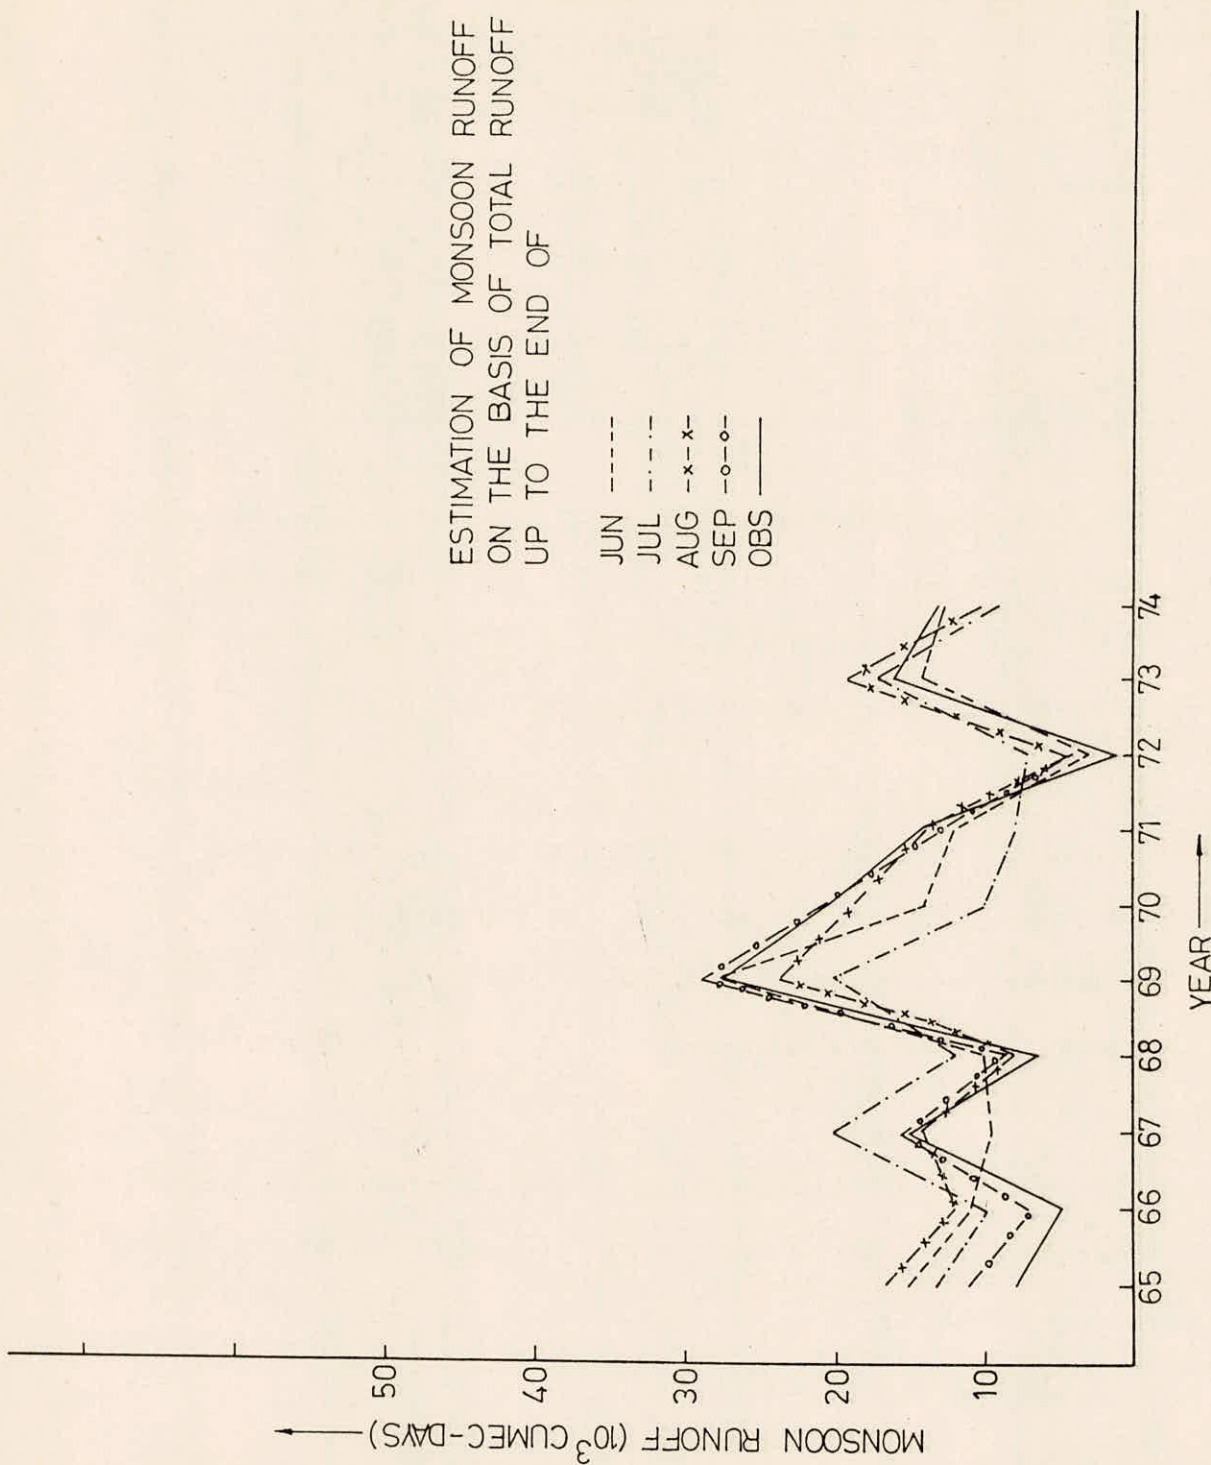 ESTIMATION OF MONSOON RUNOFF
ON THE BASIS OF TOTAL RUNOFF
UP TO THE END OF
JUN
JUL
AUG
SEP
OBS
MONSOON RUNOFF (10³ CUMEC-DAYS)
50
40
30
20
10
65 66 67 68 69 70 71 72 73 74
YEAR